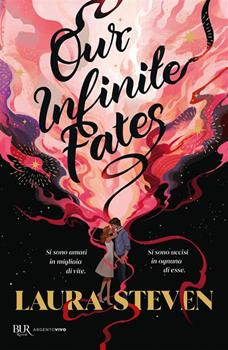 Our
Infinite
Fates
Si sono amati
in migliaia
di vite.
Si sono uccisi
in ognuna
di esse.
LAURA STEVEN
BUR
Rizzoli
ARGENTOVIVO